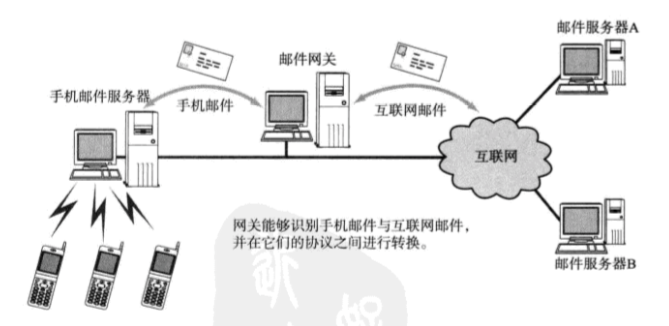 邮件服务器A
邮件网关
手机邮件服务器
手机邮件
互联网邮件
互联网
网关能够识别手机邮件与互联网邮件，
并在它们的协议之间进行转换。
邮件服务器B